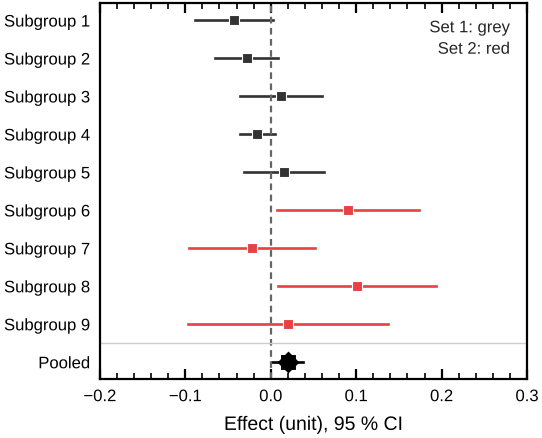 Subgroup 1
Set 1: grey
Set 2: red
Subgroup 2
Subgroup 3
Subgroup 4
Subgroup 5
Subgroup 6
Subgroup 7
Subgroup 8
Subgroup 9
Pooled
−0.2 −0.1 0.0 0.1 0.2 0.3
Effect (unit), 95 % CI